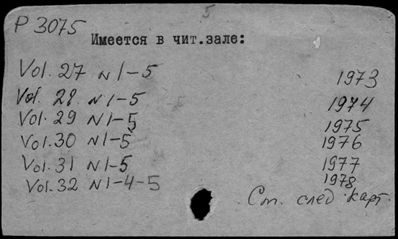 5
P 3075
Имеется в чит.зале:
Vol. 27 N 1-5 1973
Vol. 28 N 1-5 1974
Vol. 29 N 1-5 1975
Vol. 30 N 1-5 1976
Vol. 31 N 1-5 1977
Vol. 32 N 1-4-5 1978
См. след. карт.